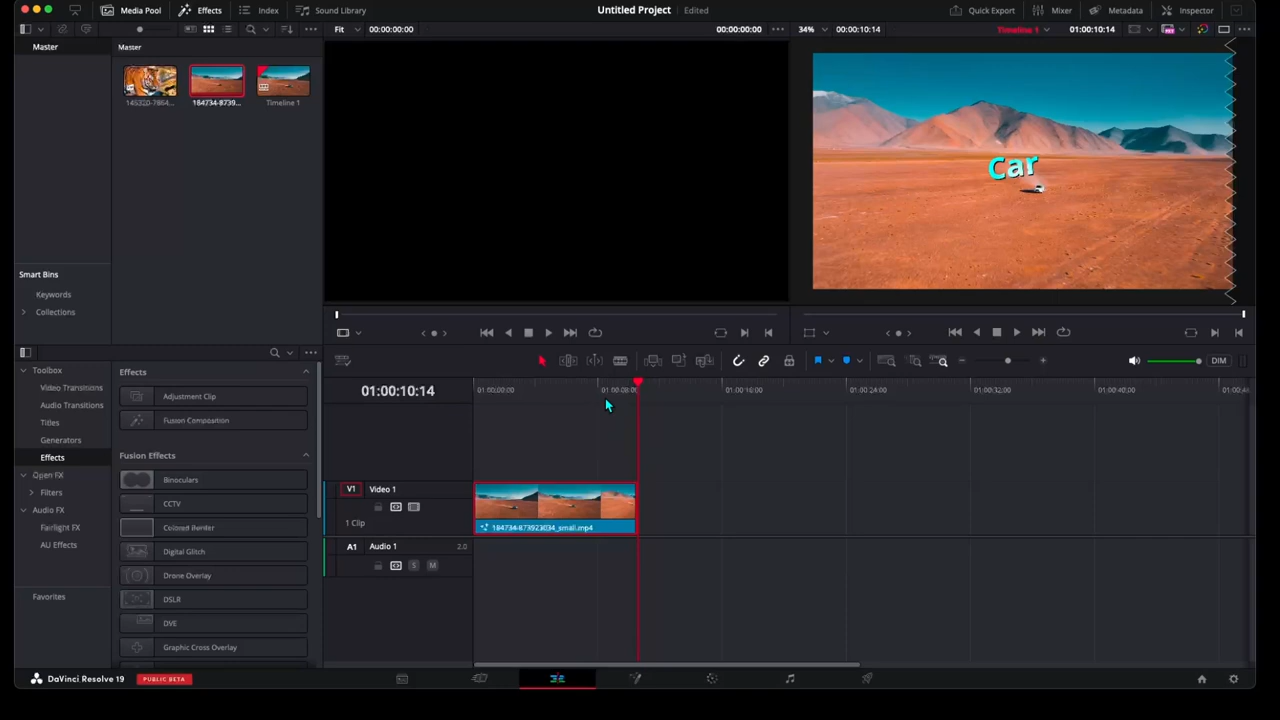 Media Pool Effects Index Sound Library Untitled Project Edited Quick Export Mixer Metadata Inspector
Fit 00:00:00:00 00:00:00:00 34% 00:00:10:14 Timeline 1 01:00:10:14
Master Master
184734-8739... Timeline 1
Car
Smart Bins
Keywords
Collections
Toolbox
Video Transitions
Audio Transitions
Titles
Generators
Effects
Open FX
Filters
Audio FX
Fairlight FX
AU Effects
Favorites
Effects
Adjustment Clip
Fusion Composition
Fusion Effects
Binoculars
CCTV
Colored Border
Digital Glitch
Drone Overlay
DSLR
DVE
Graphic Cross Overlay
DIM
01:00:10:14 01:00:00:00 01:00:08:00 01:00:16:00 01:00:24:00 01:00:32:00 01:00:40:00
V1 Video 1
1 Clip
A1 Audio 1 2.0
S M
DaVinci Resolve 19 PUBLIC BETA